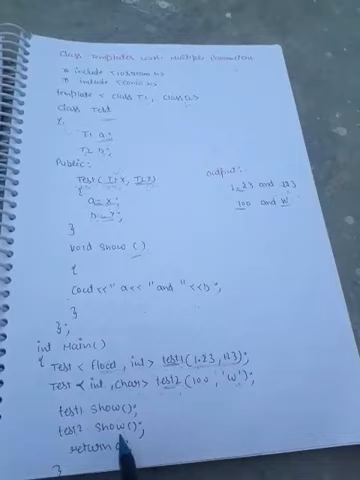 Class Templates with Multiple Parameters
# include <iostream.h>
# include <conio.h>
template < class T1, class T2>
class Test
{
T1 a;
T2 b;
Public:
Test( T1 x, T2 x)
{
a = x;
b = y;
}
void show ()
{
Cout << " a << " and " << b ;
}
};
output:
1.23 and 123
100 and W
int Main()
{ Test < float , int> test1 (1.23, 123);
Test < int , char> test2 (100 , 'W');
test1 show();
test2 show();
return
}